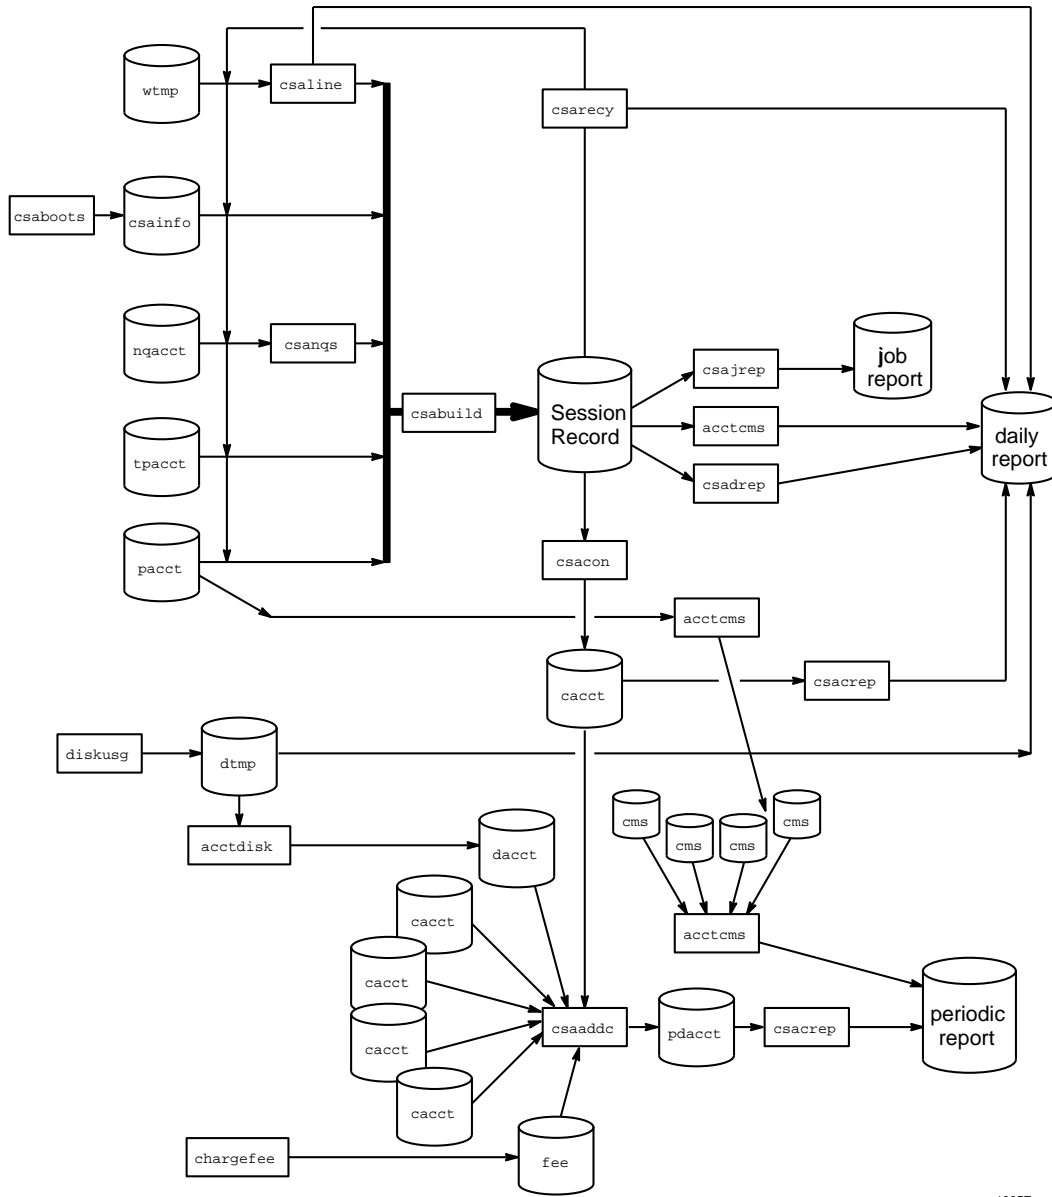 wtmp
csaline
csarecy
csaboots
csainfo
nqacct
csanqs
csajrep
job
report
csabuild
Session
Record
acctcms
daily
report
tpacct
csadrep
pacct
csacon
acctcms
cacct
csacrep
diskusg
dtmp
cms
cms
cms
cms
acctdisk
dacct
cacct
acctcms
cacct
periodic
report
csaaddc
pdacct
csacrep
cacct
cacct
chargefee
fee